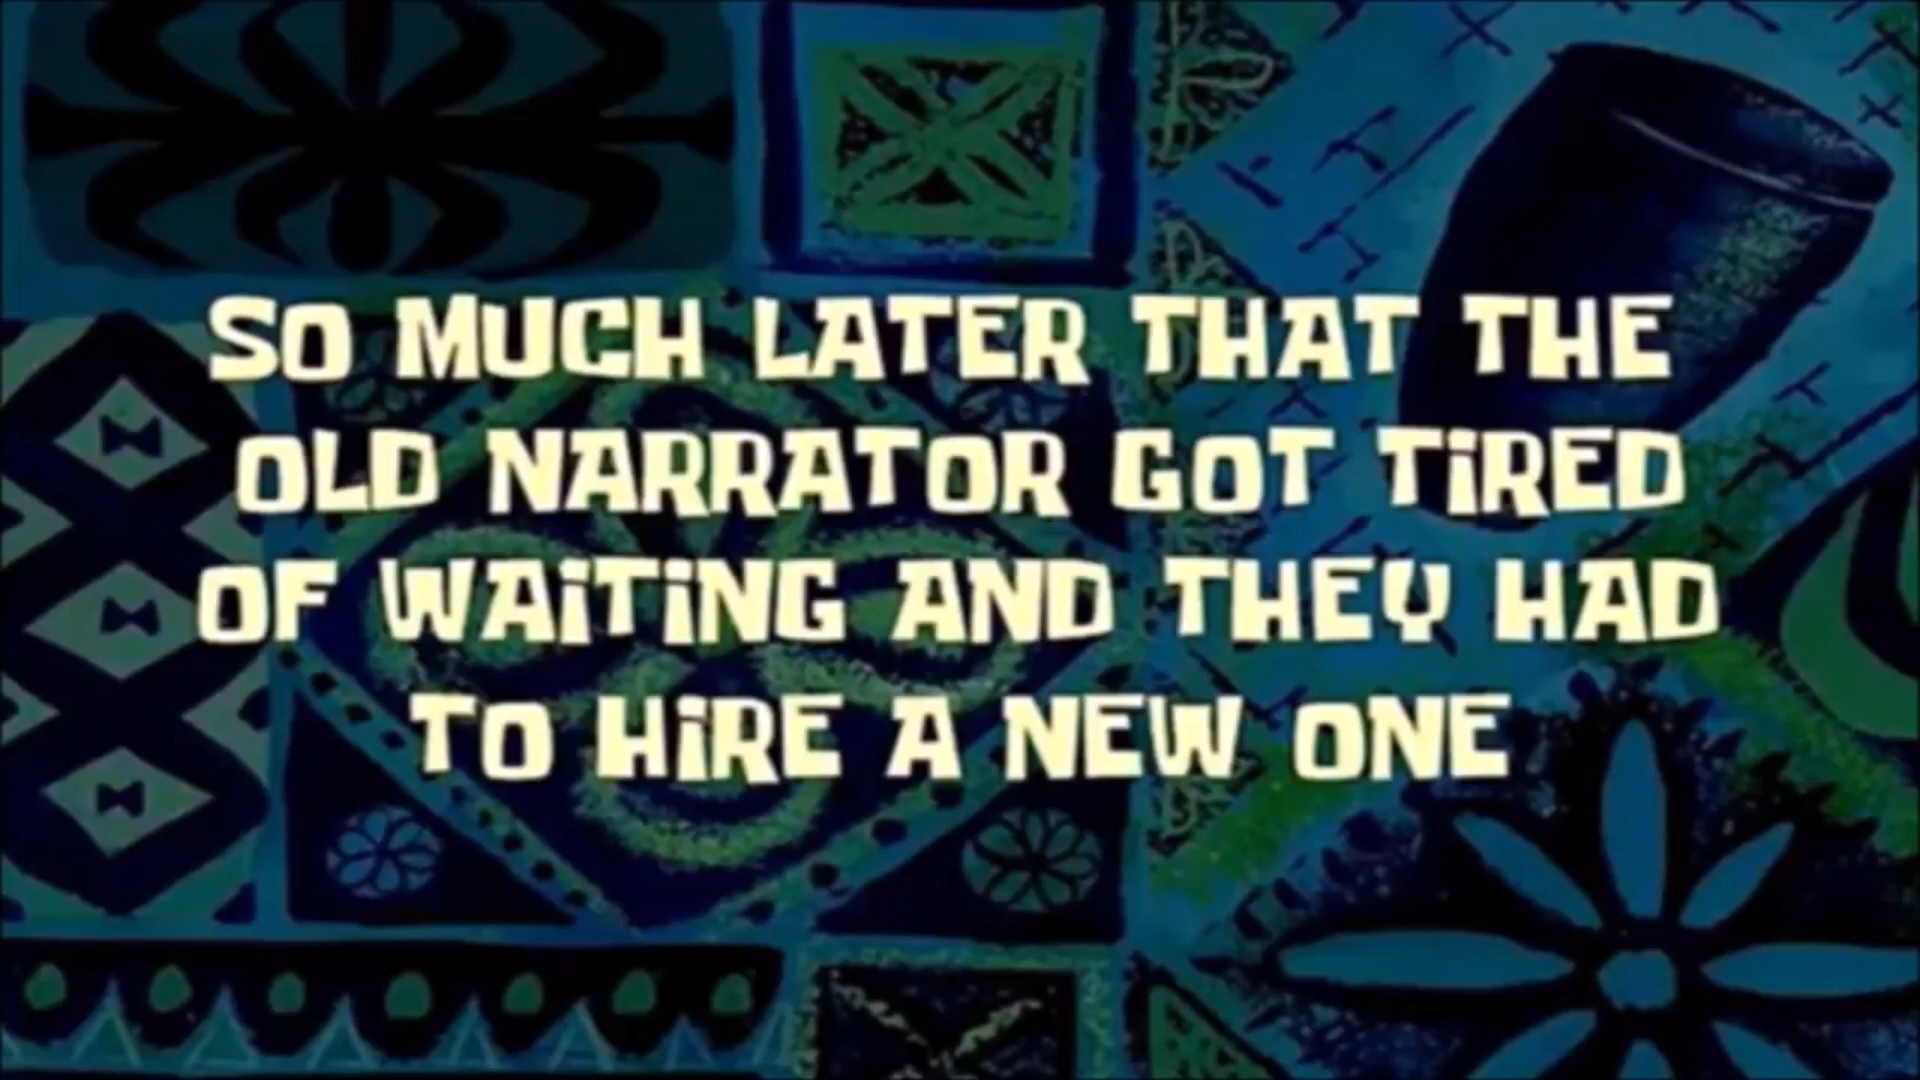 SO MUCH LATER THAT THE
OLD NARRATOR GOT TiRED
OF WAiTiNG AND THEY HAD
TO HiRE A NEW ONE